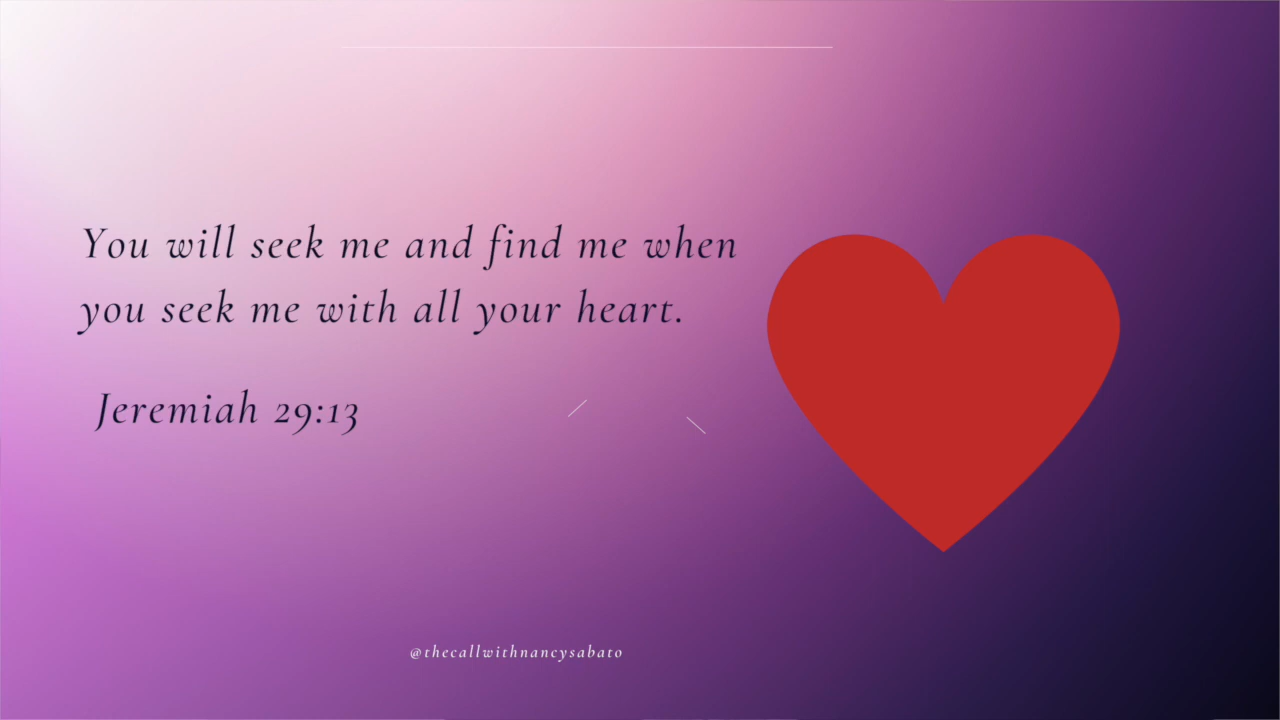 You will seek me and find me when
you seek me with all your heart.
Jeremiah 29:13
@thecallwithnancysabato